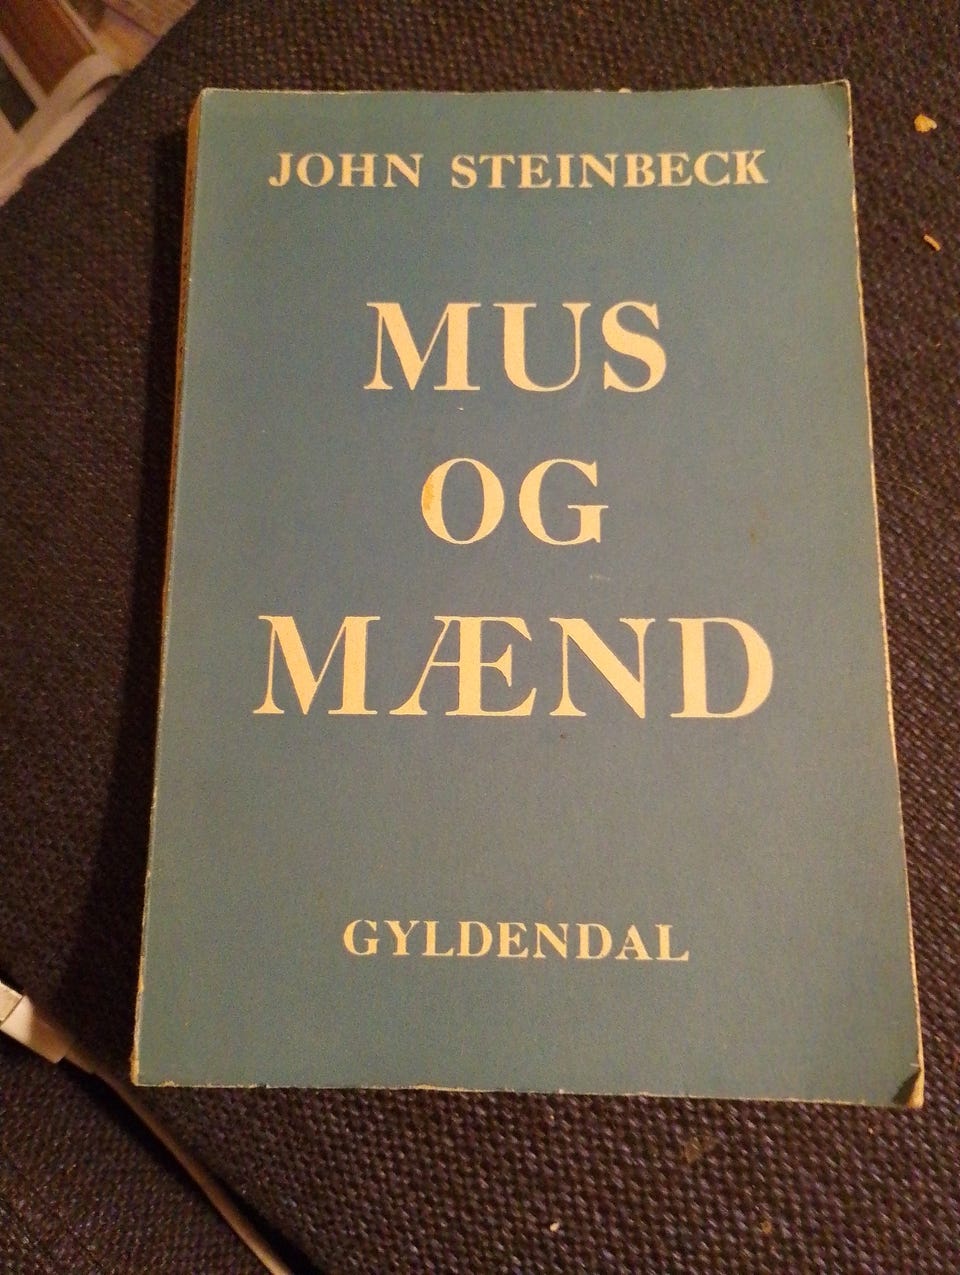 JOHN STEINBECK
MUS
OG
MÆND
GYLDENDAL